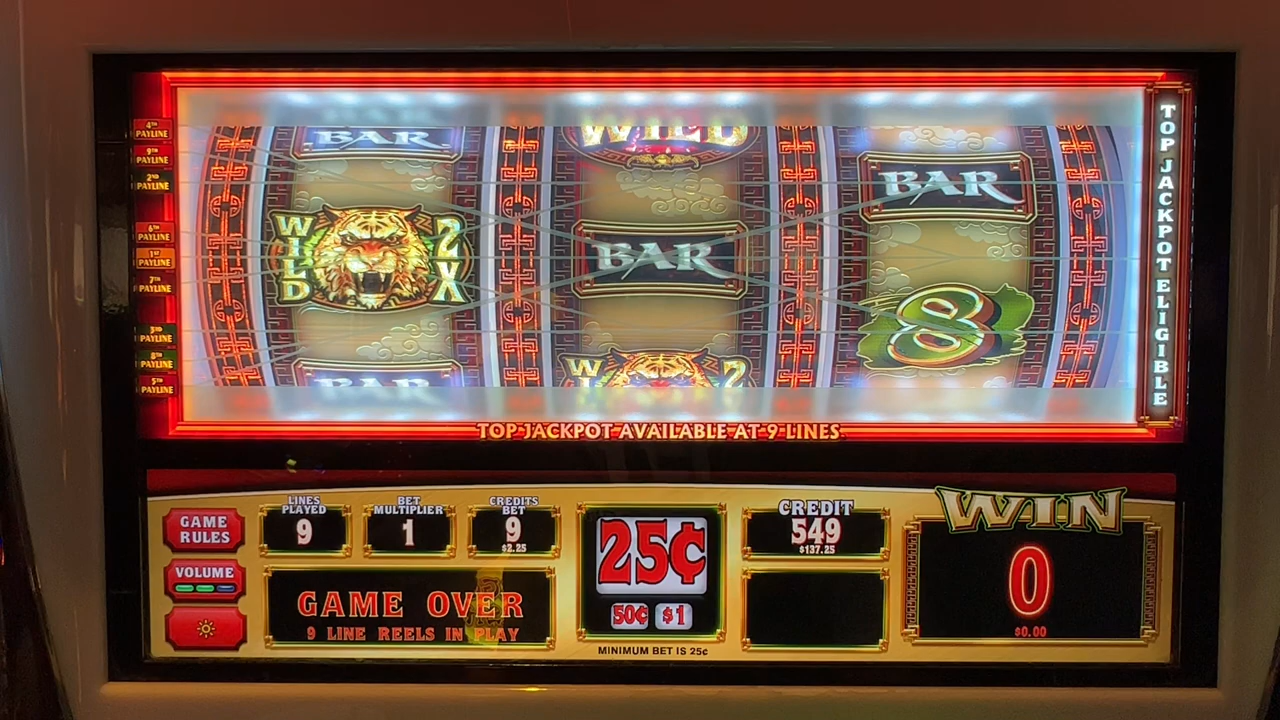 4TH PAYLINE
9TH PAYLINE
2ND PAYLINE
6TH PAYLINE
1ST PAYLINE
7TH PAYLINE
3RD PAYLINE
8TH PAYLINE
5TH PAYLINE
BAR
WILD
BAR
WILD
2X
BAR
8
BAR
TOP JACKPOT ELIGIBLE
TOP JACKPOT AVAILABLE AT 9 LINES
GAME RULES
VOLUME
LINES PLAYED
9
BET MULTIPLIER
1
CREDITS BET
9
$2.25
GAME OVER
9 LINE REELS IN PLAY
25¢
50¢
$1
MINIMUM BET IS 25¢
CREDIT
549
$137.25
WIN
0
$0.00